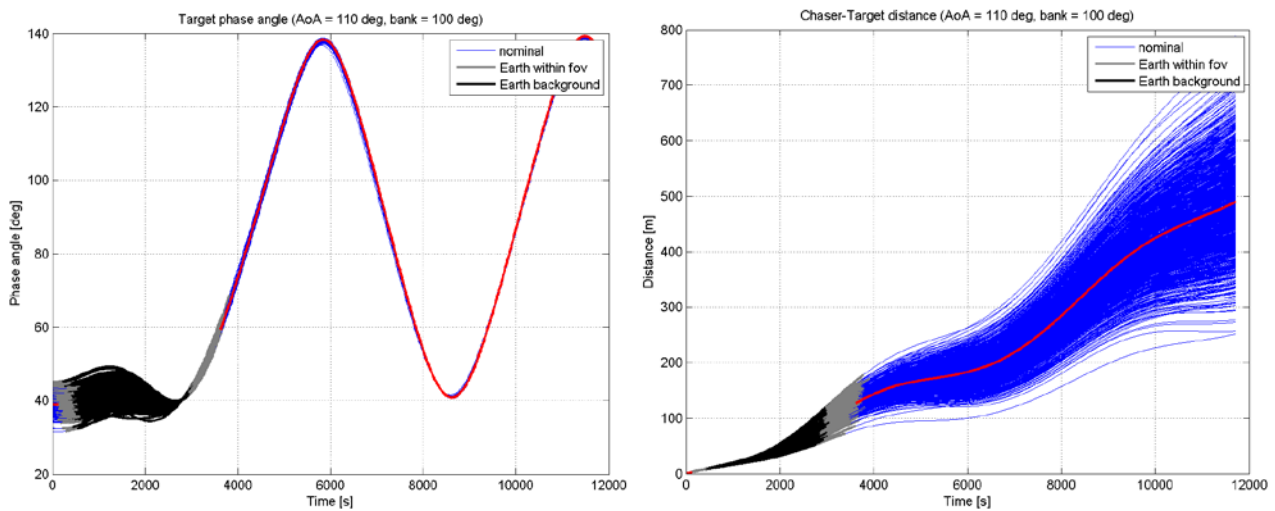 Target phase angle (AoA = 110 deg, bank = 100 deg)
140
120
100
80
60
40
20
Phase angle [deg]
0
2000
4000
6000
8000
10000
12000
Time [s]
nominal
Earth within fov
Earth background
Chaser-Target distance (AoA = 110 deg, bank = 100 deg)
800
700
600
500
400
300
200
100
0
Distance [m]
0
2000
4000
6000
8000
10000
12000
Time [s]
nominal
Earth within fov
Earth background